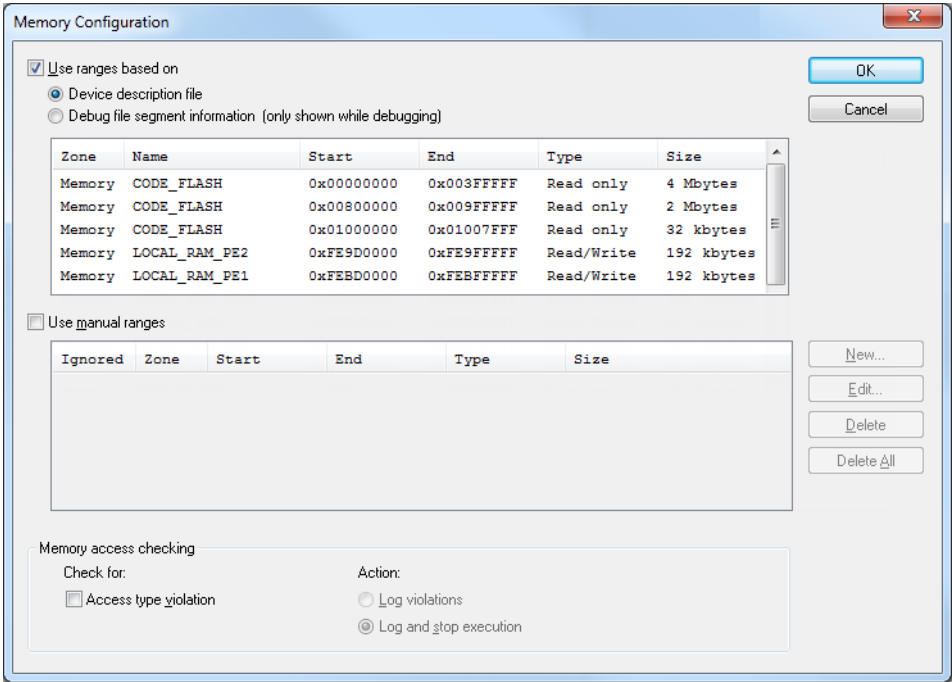 Memory Configuration
Use ranges based on
OK
Device description file
Debug file segment information (only shown while debugging)
Cancel
Zone Name Start End Type Size
Memory CODE_FLASH 0x00000000 0x003FFFFF Read only 4 Mbytes
Memory CODE_FLASH 0x00800000 0x009FFFFF Read only 2 Mbytes
Memory CODE_FLASH 0x01000000 0x01007FFF Read only 32 kbytes
Memory LOCAL_RAM_PE2 0xFE9D0000 0xFE9FFFFF Read/Write 192 kbytes
Memory LOCAL_RAM_PE1 0xFEBD0000 0xFEBFFFFF Read/Write 192 kbytes
Use manual ranges
Ignored Zone Start End Type Size
New...
Edit...
Delete
Delete All
Memory access checking
Check for: Action:
Access type violation Log violations
Log and stop execution